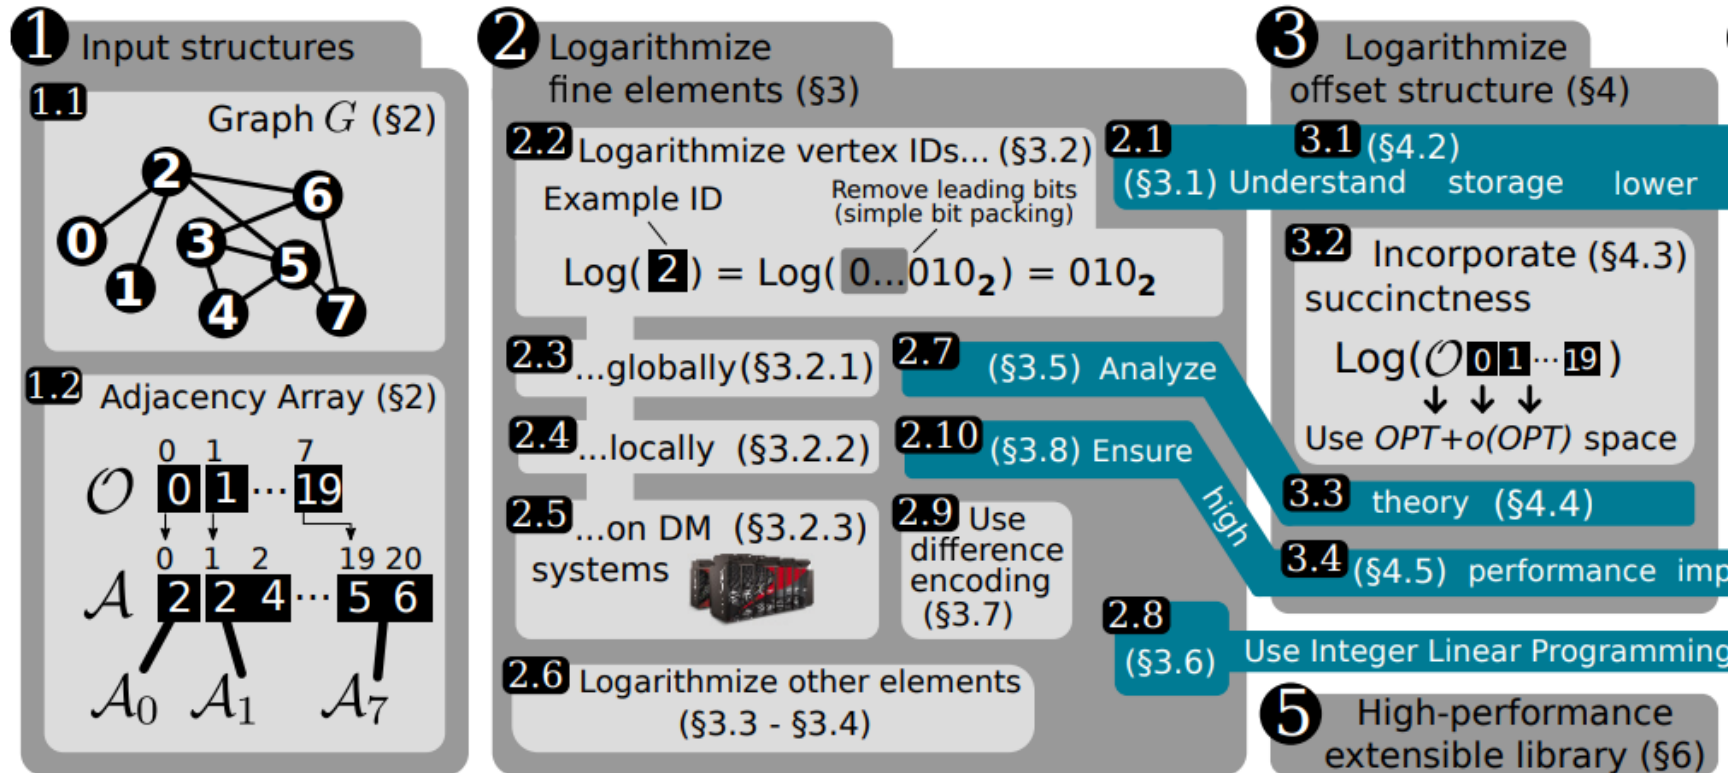 1 Input structures
1.1
Graph G (§2)
2
6
0
3
5
1
4
7
1.2
Adjacency Array (§2)
0 1 7
O 0 1 ... 19
0 1 2 19 20
A 2 2 4 ... 5 6
A0 A1 A7
2 Logarithmize
fine elements (§3)
2.2 Logarithmize vertex IDs... (§3.2)
Example ID
Remove leading bits
(simple bit packing)
Log( 2 ) = Log( 0...010₂) = 010₂
2.3 ...globally(§3.2.1)
2.4 ...locally (§3.2.2)
2.5 ...on DM (§3.2.3)
systems
2.6 Logarithmize other elements
(§3.3 - §3.4)
2.7 (§3.5) Analyze
2.10 (§3.8) Ensure
high
2.9 Use
difference
encoding
(§3.7)
2.8
(§3.6) Use Integer Linear Programming
3 Logarithmize
offset structure (§4)
2.1 3.1 (§4.2)
(§3.1) Understand storage lower
3.2 Incorporate (§4.3)
succinctness
Log(O 0 1 ... 19 )
Use OPT+o(OPT) space
3.3 theory (§4.4)
3.4 (§4.5) performance imp
5 High-performance
extensible library (§6)